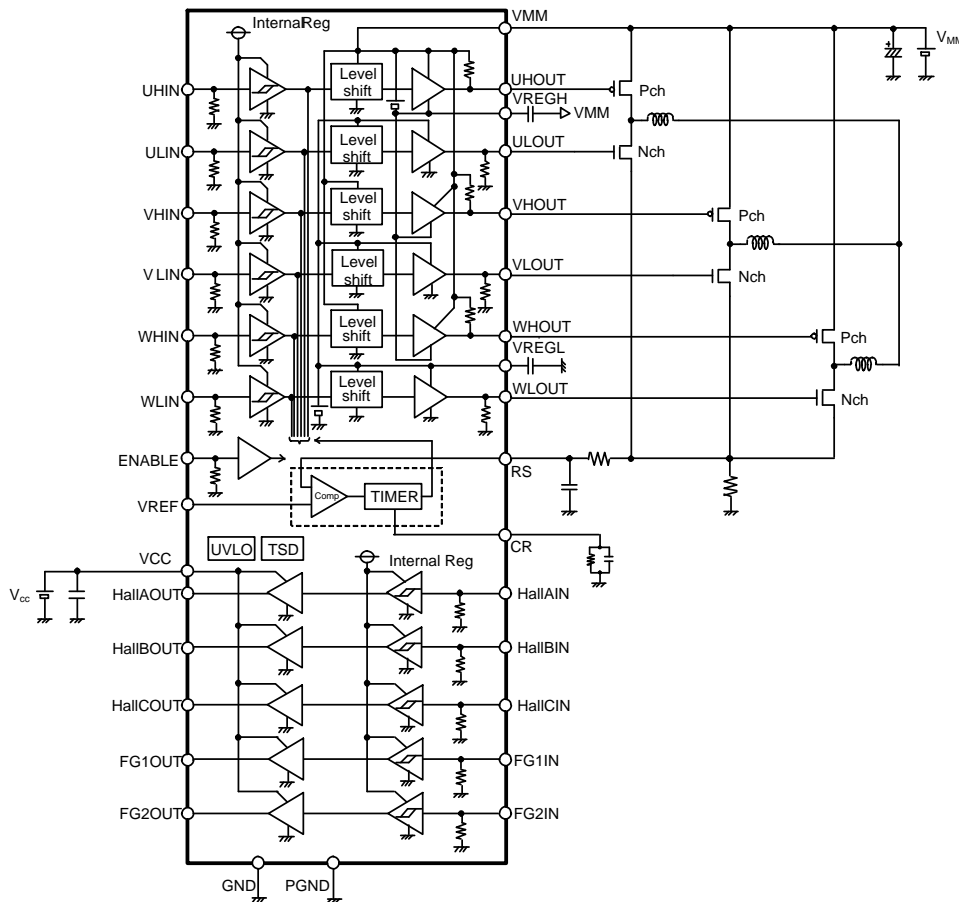 InternalReg
VMM
VMM
UHIN
Level
shift
UHOUT
Pch
VREGH
VMM
ULIN
Level
shift
ULOUT
Nch
VHIN
Level
shift
VHOUT
Pch
VLIN
Level
shift
VLOUT
Nch
WHIN
Level
shift
WHOUT
Pch
VREGL
WLIN
Level
shift
WLOUT
Nch
ENABLE
RS
VREF
Comp
TIMER
CR
VCC
UVLO
TSD
Internal Reg
Vcc
HallAOUT
HallAIN
HallBOUT
HallBIN
HallCOUT
HallCIN
FG1OUT
FG1IN
FG2OUT
FG2IN
GND
PGND